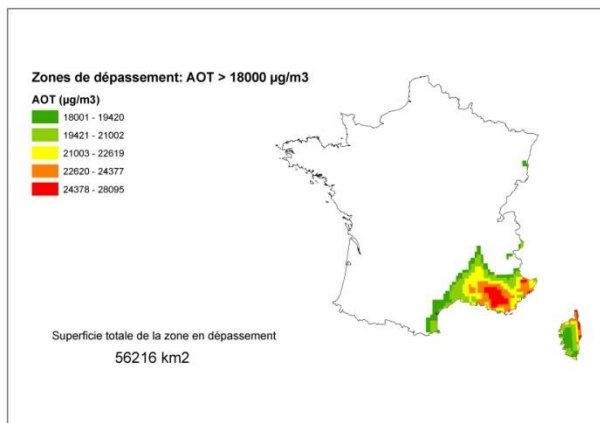 Zones de dépassement: AOT > 18000 µg/m3
AOT (µg/m3)
18001 - 19420
19421 - 21002
21003 - 22619
22620 - 24377
24378 - 28095
Superficie totale de la zone en dépassement
56216 km2